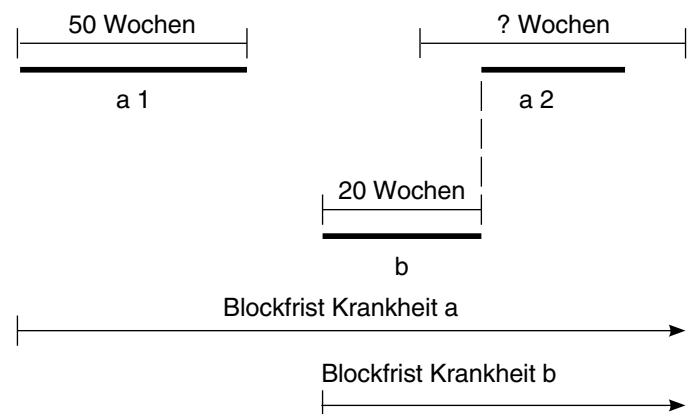 50 Wochen
? Wochen
a 1
a 2
20 Wochen
b
Blockfrist Krankheit a
Blockfrist Krankheit b